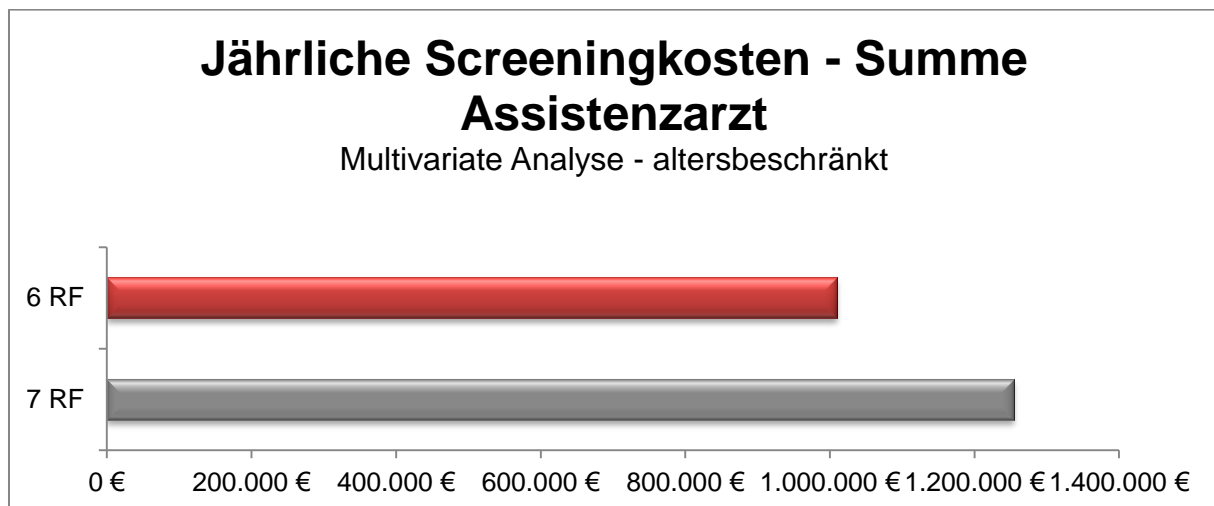 Jährliche Screeningkosten - Summe
Assistenzarzt
Multivariate Analyse - altersbeschränkt
6 RF
7 RF
0 € 200.000 € 400.000 € 600.000 € 800.000 € 1.000.000 € 1.200.000 € 1.400.000 €